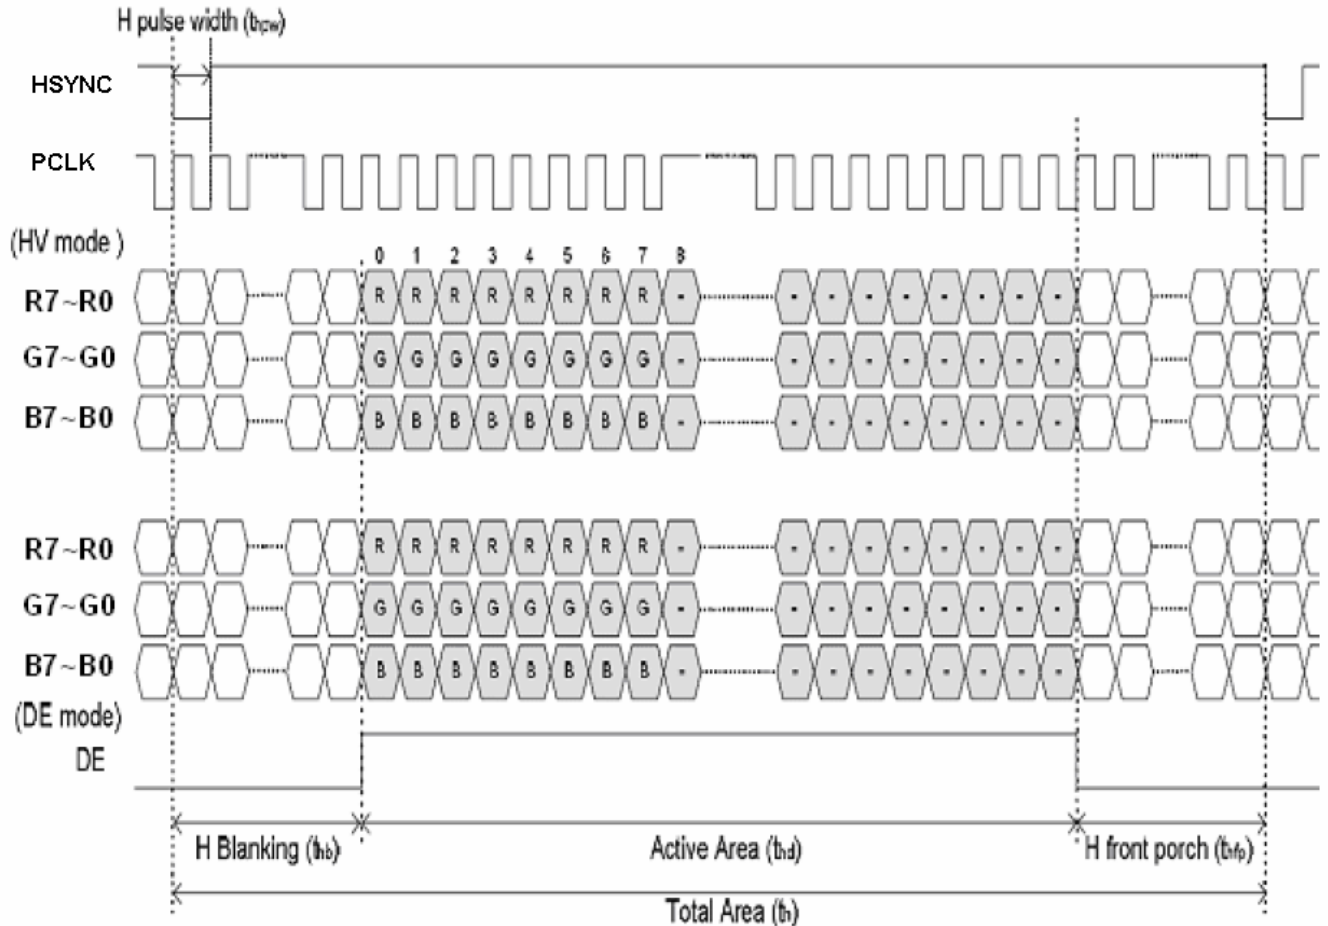 H pulse width (thpw)
HSYNC
PCLK
(HV mode )
0 1 2 3 4 5 6 7 8
R7~R0 R R R R R R R R - - - - - - - - -
G7~G0 G G G G G G G G - - - - - - - - -
B7~B0 B B B B B B B B - - - - - - - - -
R7~R0 R R R R R R R R - - - - - - - - -
G7~G0 G G G G G G G G - - - - - - - - -
B7~B0 B B B B B B B B - - - - - - - - -
(DE mode)
DE
H Blanking (thb) Active Area (thd) H front porch (thfp)
Total Area (th)